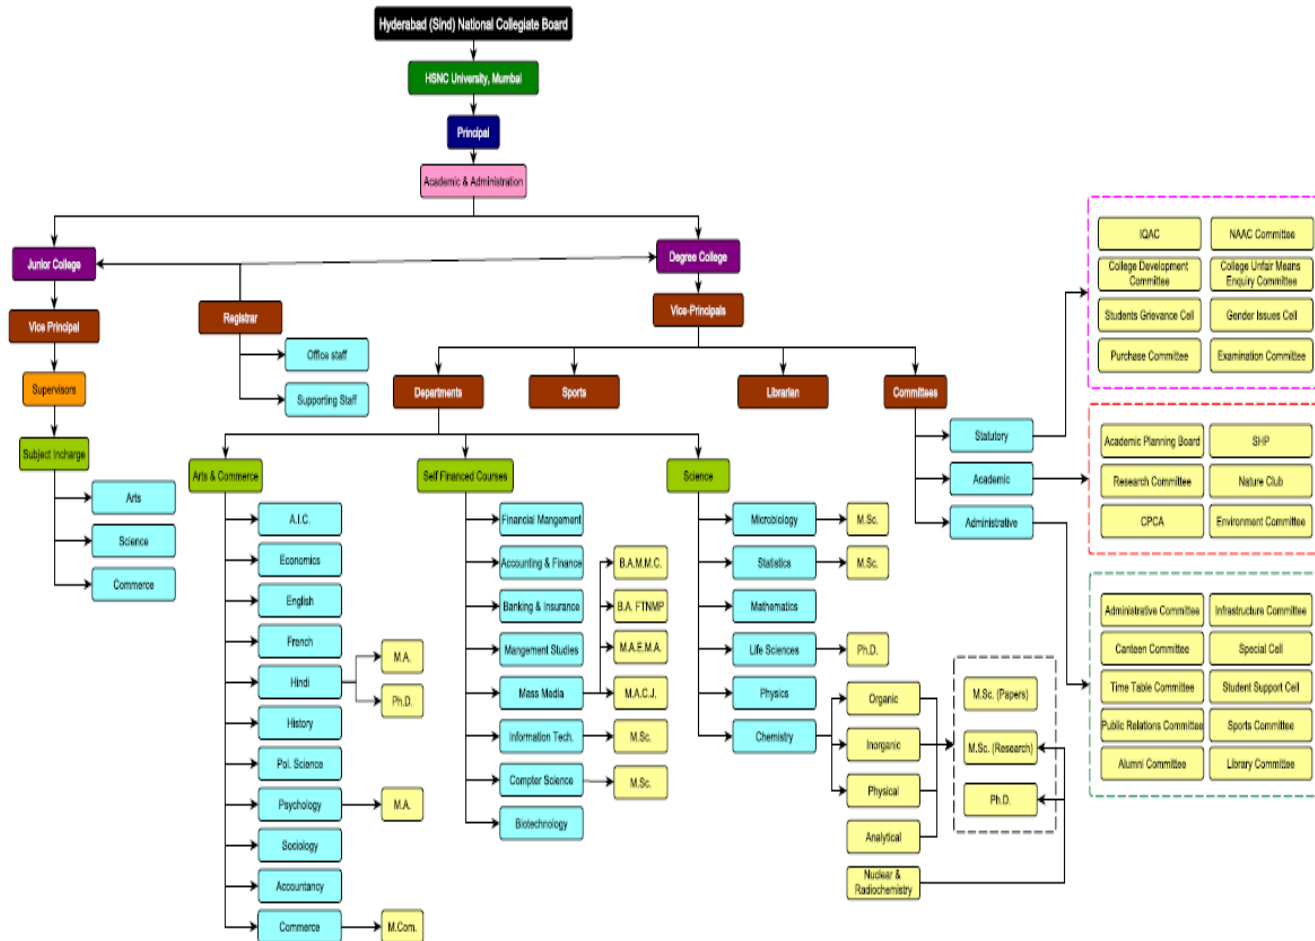 Hyderabad (Sind) National Collegiate Board
HSNC University, Mumbai
Principal
Academic & Administration
Junior College
Degree College
Vice Principal
Registrar
Vice-Principals
Office staff
Supporting Staff
Supervisors
Subject Incharge
Arts
Science
Commerce
Departments
Sports
Librarian
Committees
Arts & Commerce
Self Financed Courses
Science
A.I.C.
Economics
English
French
Hindi
M.A.
Ph.D.
History
Pol. Science
Psychology
M.A.
Sociology
Accountancy
Commerce
M.Com.
Financial Mangement
Accounting & Finance
Banking & Insurance
Mangement Studies
Mass Media
B.A.M.M.C.
B.A. FTNMP
M.A.E.M.A.
M.A.C.J.
Information Tech.
M.Sc.
Compter Science
M.Sc.
Biotechnology
Microbiology
M.Sc.
Statistics
M.Sc.
Mathematics
Life Sciences
Ph.D.
Physics
Chemistry
Organic
Inorganic
Physical
Analytical
Nuclear &
Radiochemistry
M.Sc. (Papers)
M.Sc. (Research)
Ph.D.
Statutory
Academic
Administrative
IQAC
NAAC Committee
College Development
Committee
College Unfair Means
Enquiry Committee
Students Grievance Cell
Gender Issues Cell
Purchase Committee
Examination Committee
Academic Planning Board
SHP
Research Committee
Nature Club
CPCA
Environment Committee
Administrative Committee
Infrastructure Committee
Canteen Committee
Special Cell
Time Table Committee
Student Support Cell
Public Relations Committee
Sports Committee
Alumni Committee
Library Committee